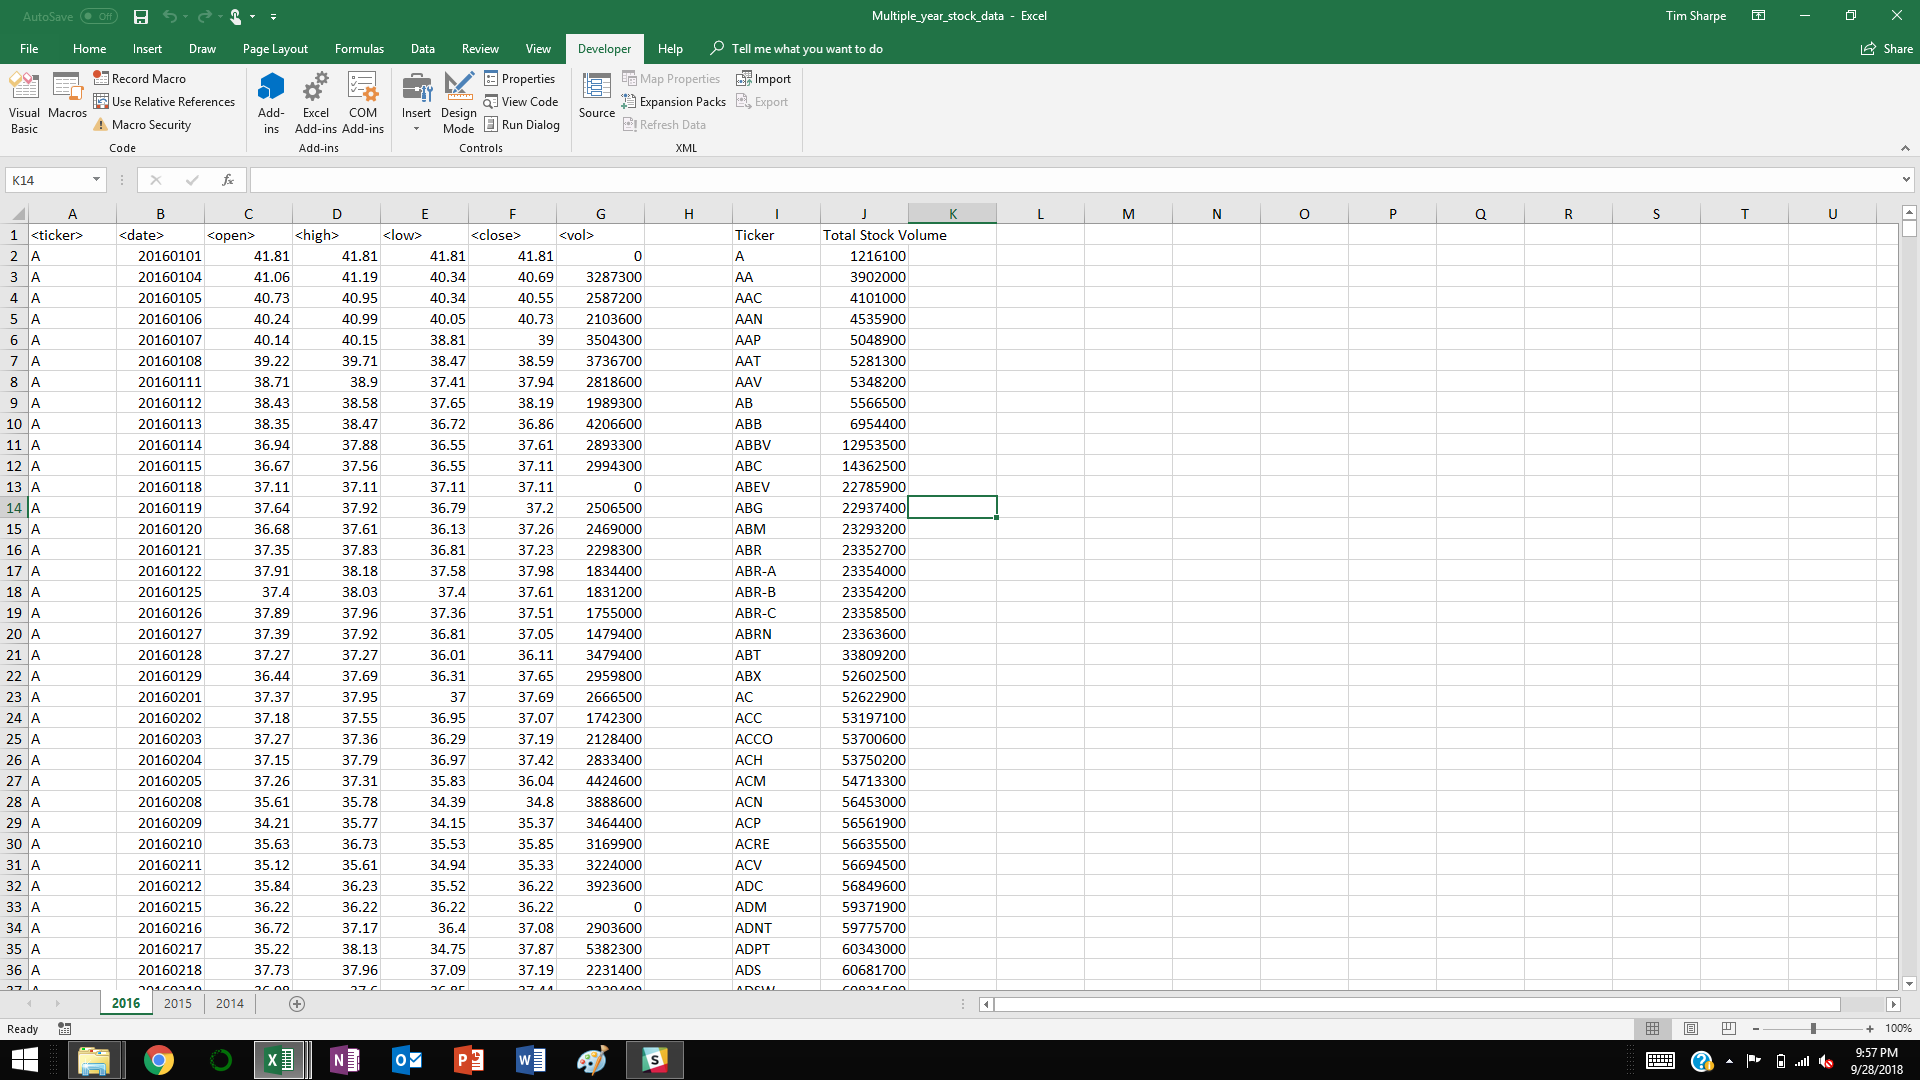 AutoSave Off Multiple_year_stock_data - Excel Tim Sharpe
File Home Insert Draw Page Layout Formulas Data Review View Developer Help Tell me what you want to do Share
Visual Basic Macros Record Macro Use Relative References Macro Security Add-ins Excel Add-ins COM Add-ins Insert Design Mode Properties View Code Run Dialog Source Map Properties Expansion Packs Refresh Data Import Export
Code Add-ins Controls XML
K14 fx
A B C D E F G H I J K L M N O P Q R S T U
1 <ticker> <date> <open> <high> <low> <close> <vol> Ticker Total Stock Volume
2 A 20160101 41.81 41.81 41.81 41.81 0 A 1216100
3 A 20160104 41.06 41.19 40.34 40.69 3287300 AA 3902000
4 A 20160105 40.73 40.95 40.34 40.55 2587200 AAC 4101000
5 A 20160106 40.24 40.99 40.05 40.73 2103600 AAN 4535900
6 A 20160107 40.14 40.15 38.81 39 3504300 AAP 5048900
7 A 20160108 39.22 39.71 38.47 38.59 3736700 AAT 5281300
8 A 20160111 38.71 38.9 37.41 37.94 2818600 AAV 5348200
9 A 20160112 38.43 38.58 37.65 38.19 1989300 AB 5566500
10 A 20160113 38.35 38.47 36.72 36.86 4206600 ABB 6954400
11 A 20160114 36.94 37.88 36.55 37.61 2893300 ABBV 12953500
12 A 20160115 36.67 37.56 36.55 37.11 2994300 ABC 14362500
13 A 20160118 37.11 37.11 37.11 37.11 0 ABEV 22785900
14 A 20160119 37.64 37.92 36.79 37.2 2506500 ABG 22937400
15 A 20160120 36.68 37.61 36.13 37.26 2469000 ABM 23293200
16 A 20160121 37.35 37.83 36.81 37.23 2298300 ABR 23352700
17 A 20160122 37.91 38.18 37.58 37.98 1834400 ABR-A 23354000
18 A 20160125 37.4 38.03 37.4 37.61 1831200 ABR-B 23354200
19 A 20160126 37.89 37.96 37.36 37.51 1755000 ABR-C 23358500
20 A 20160127 37.39 37.92 36.81 37.05 1479400 ABRN 23363600
21 A 20160128 37.27 37.27 36.01 36.11 3479400 ABT 33809200
22 A 20160129 36.44 37.69 36.31 37.65 2959800 ABX 52602500
23 A 20160201 37.37 37.95 37 37.69 2666500 AC 52622900
24 A 20160202 37.18 37.55 36.95 37.07 1742300 ACC 53197100
25 A 20160203 37.27 37.36 36.29 37.19 2128400 ACCO 53700600
26 A 20160204 37.15 37.79 36.97 37.42 2833400 ACH 53750200
27 A 20160205 37.26 37.31 35.83 36.04 4424600 ACM 54713300
28 A 20160208 35.61 35.78 34.39 34.8 3888600 ACN 56453000
29 A 20160209 34.21 35.77 34.15 35.37 3464400 ACP 56561900
30 A 20160210 35.63 36.73 35.53 35.85 3169900 ACRE 56635500
31 A 20160211 35.12 35.61 34.94 35.33 3224000 ACV 56694500
32 A 20160212 35.84 36.23 35.52 36.22 3923600 ADC 56849600
33 A 20160215 36.22 36.22 36.22 36.22 0 ADM 59371900
34 A 20160216 36.72 37.17 36.4 37.08 2903600 ADNT 59775700
35 A 20160217 35.22 38.13 34.75 37.87 5382300 ADPT 60343000
36 A 20160218 37.73 37.96 37.09 37.19 2231400 ADS 60681700
2016 2015 2014
Ready 100%
9:57 PM
9/28/2018